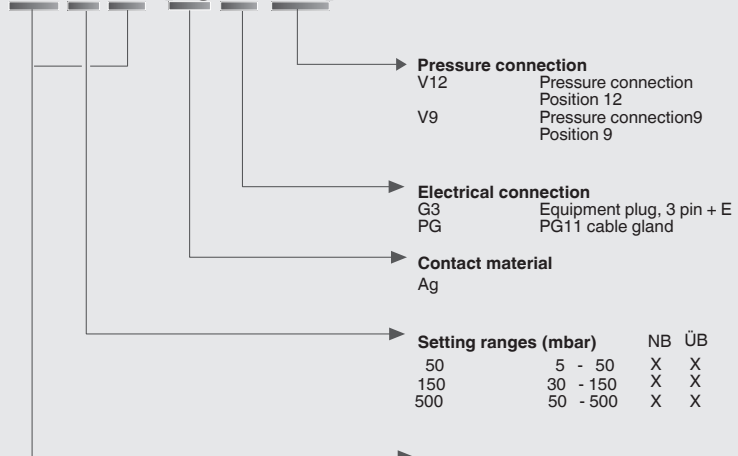 Pressure connection
V12 Pressure connection
Position 12
V9 Pressure connection9
Position 9
Electrical connection
G3 Equipment plug, 3 pin + E
PG PG11 cable gland
Contact material
Ag
Setting ranges (mbar) NB ÜB
50 5 - 50 X X
150 30 - 150 X X
500 50 - 500 X X